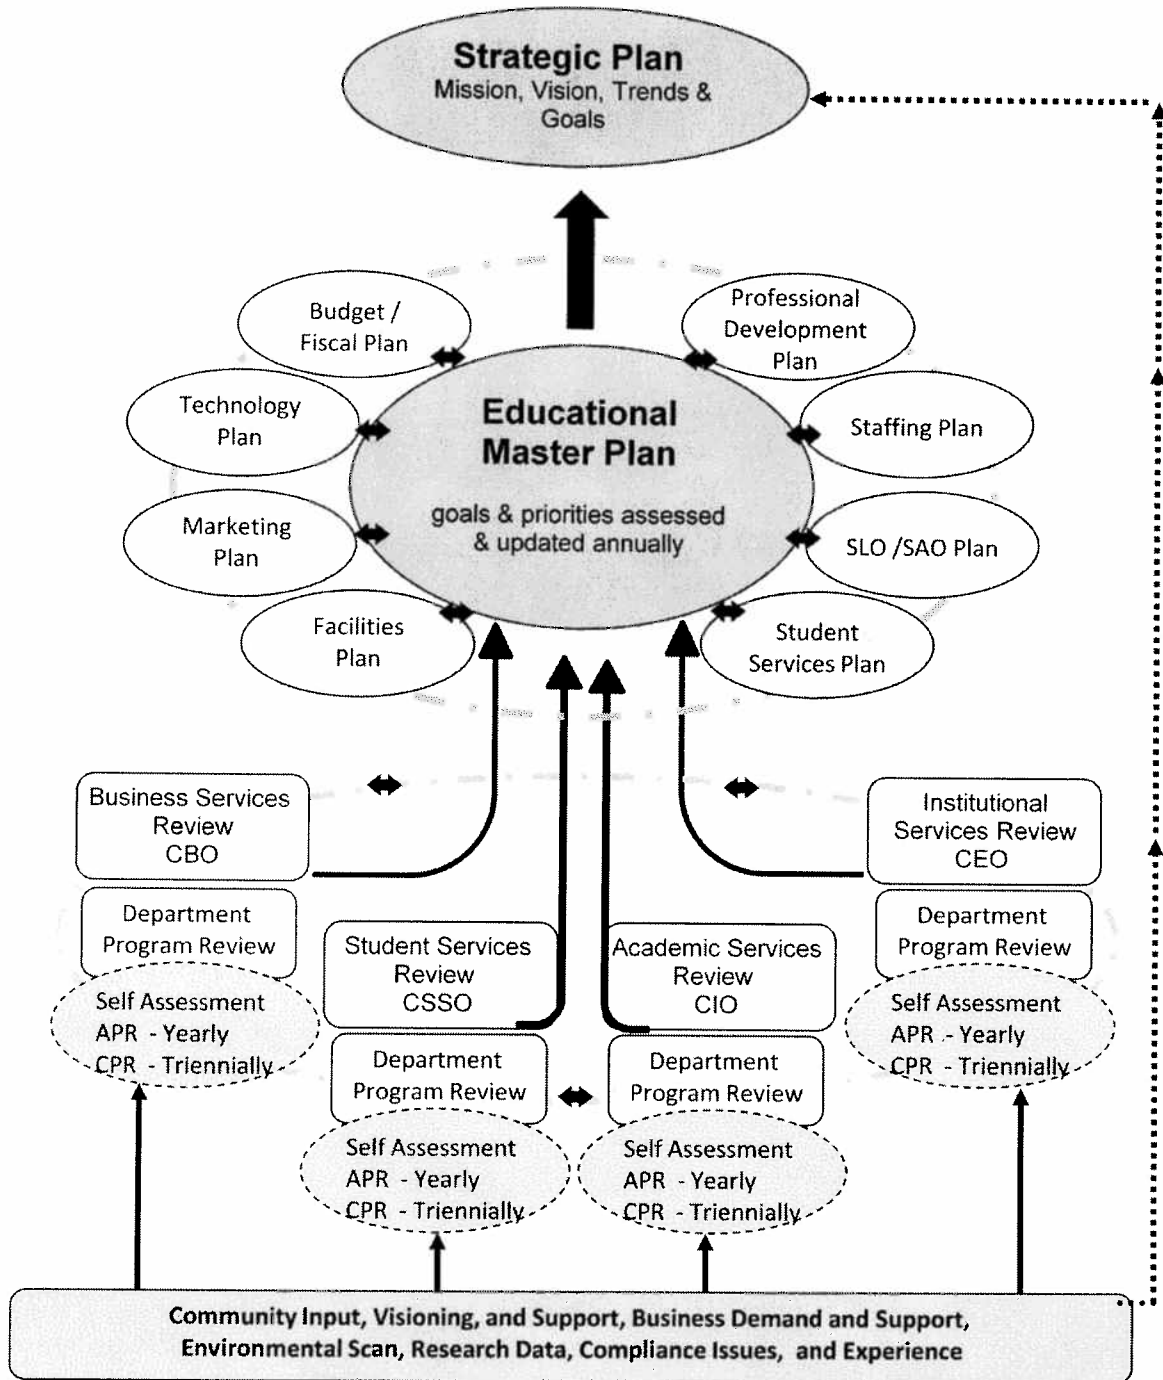 Strategic Plan
Mission, Vision, Trends &
Goals
Budget /
Fiscal Plan
Professional
Development
Plan
Technology
Plan
Educational
Master Plan
goals & priorities assessed
& updated annually
Staffing Plan
Marketing
Plan
SLO /SAO Plan
Facilities
Plan
Student
Services Plan
Business Services
Review
CBO
Institutional
Services Review
CEO
Department
Program Review
Self Assessment
APR - Yearly
CPR - Triennially
Student Services
Review
CSSO
Academic Services
Review
CIO
Department
Program Review
Self Assessment
APR - Yearly
CPR - Triennially
Department
Program Review
Self Assessment
APR - Yearly
CPR - Triennially
Department
Program Review
Self Assessment
APR - Yearly
CPR - Triennially
Community Input, Visioning, and Support, Business Demand and Support,
Environmental Scan, Research Data, Compliance Issues, and Experience